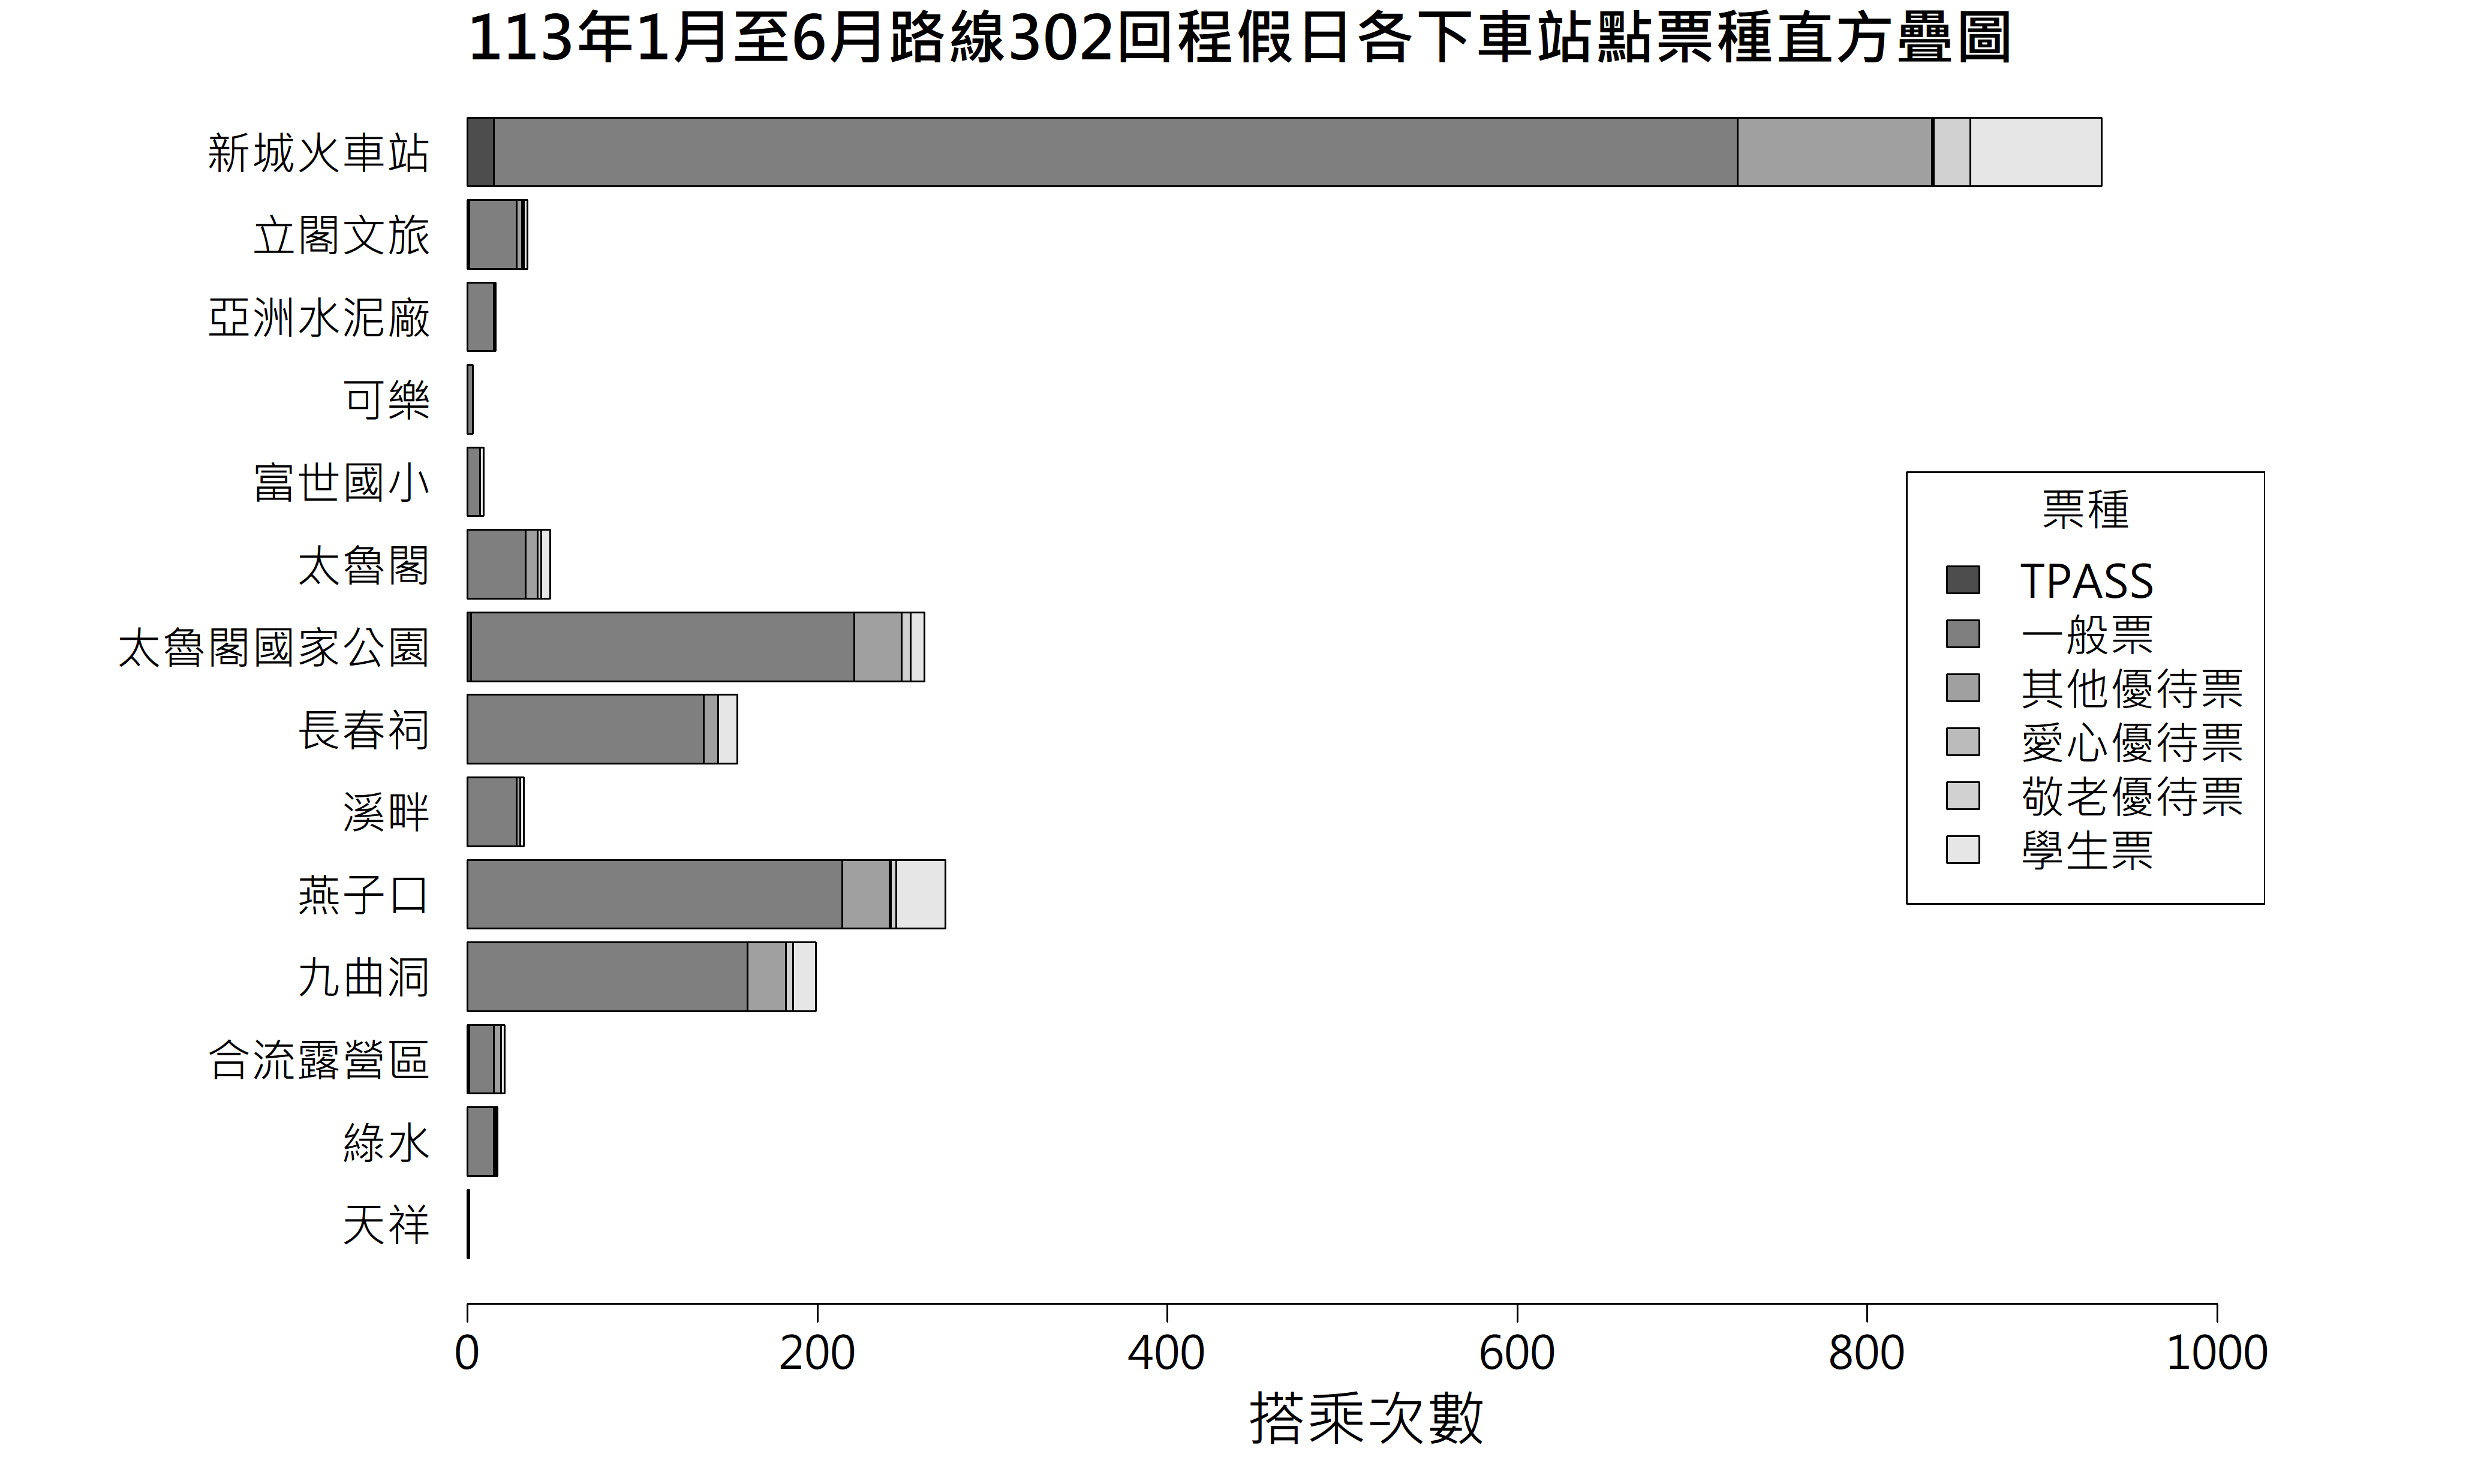 113年1月至6月路線302回程假日各下車站點票種直方疊圖
新城火車站
立閣文旅
亞洲水泥廠
可樂
富世國小
太魯閣
太魯閣國家公園
長春祠
溪畔
燕子口
九曲洞
合流露營區
綠水
天祥
票種
TPASS
一般票
其他優待票
愛心優待票
敬老優待票
學生票
0 200 400 600 800 1000
搭乘次數